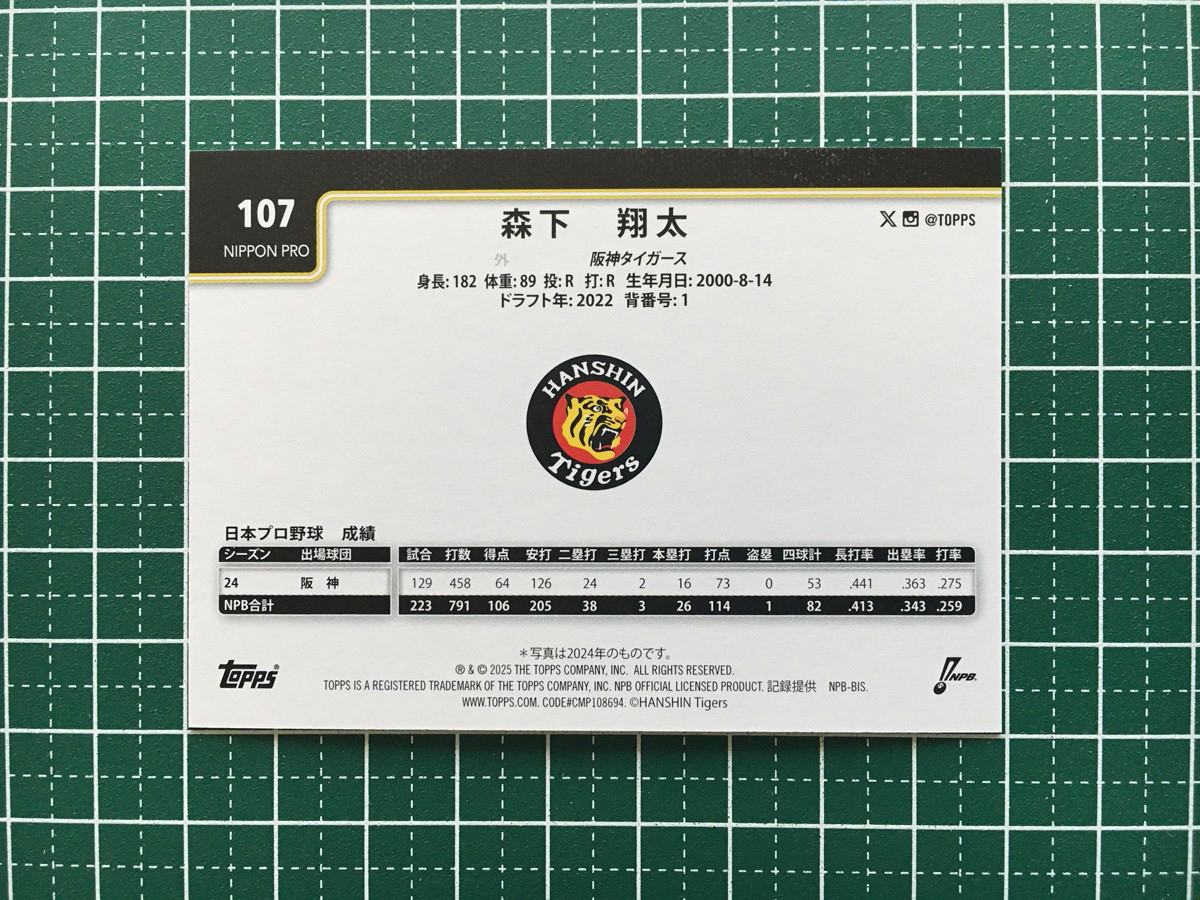 107
NIPPON PRO
森下 翔太
@TOPPS
外 阪神タイガース
身長: 182 体重: 89 投: R 打: R 生年月日: 2000-8-14
ドラフト年: 2022 背番号: 1
HANSHIN
Tigers
日本プロ野球 成績
シーズン 出場球団 試合 打数 得点 安打 二塁打 三塁打 本塁打 打点 盗塁 四球計 長打率 出塁率 打率
24 阪 神 129 458 64 126 24 2 16 73 0 53 .441 .363 .275
NPB合計 223 791 106 205 38 3 26 114 1 82 .413 .343 .259
＊写真は2024年のものです。
® & © 2025 THE TOPPS COMPANY, INC. ALL RIGHTS RESERVED.
TOPPS IS A REGISTERED TRADEMARK OF THE TOPPS COMPANY, INC. NPB OFFICIAL LICENSED PRODUCT. 記録提供 NPB-BIS.
WWW.TOPPS.COM. CODE#CMP108694. ©HANSHIN Tigers
topps®
NPB